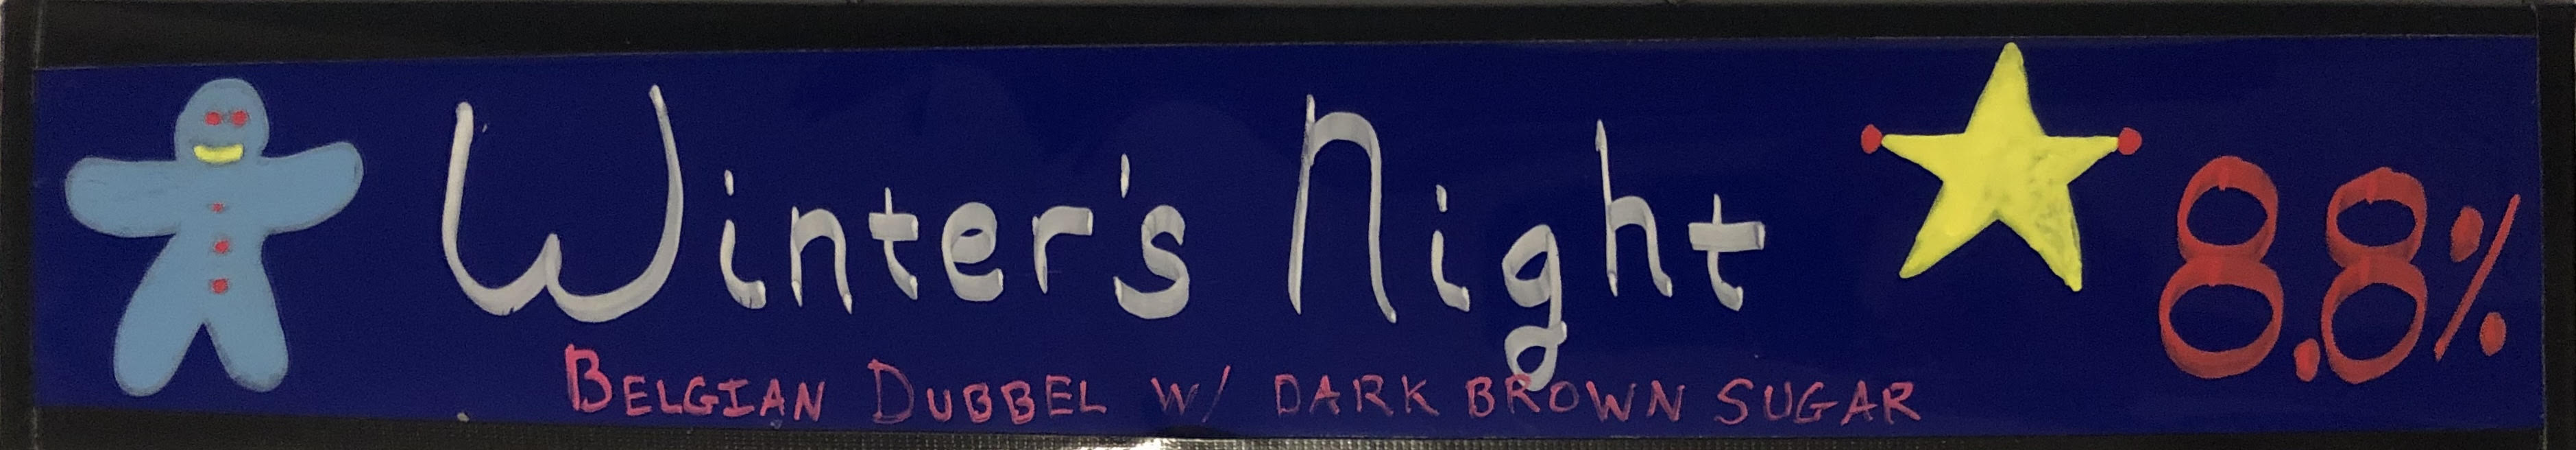 Winter's Night
8.8%
BELGIAN DUBBEL W/ DARK BROWN SUGAR